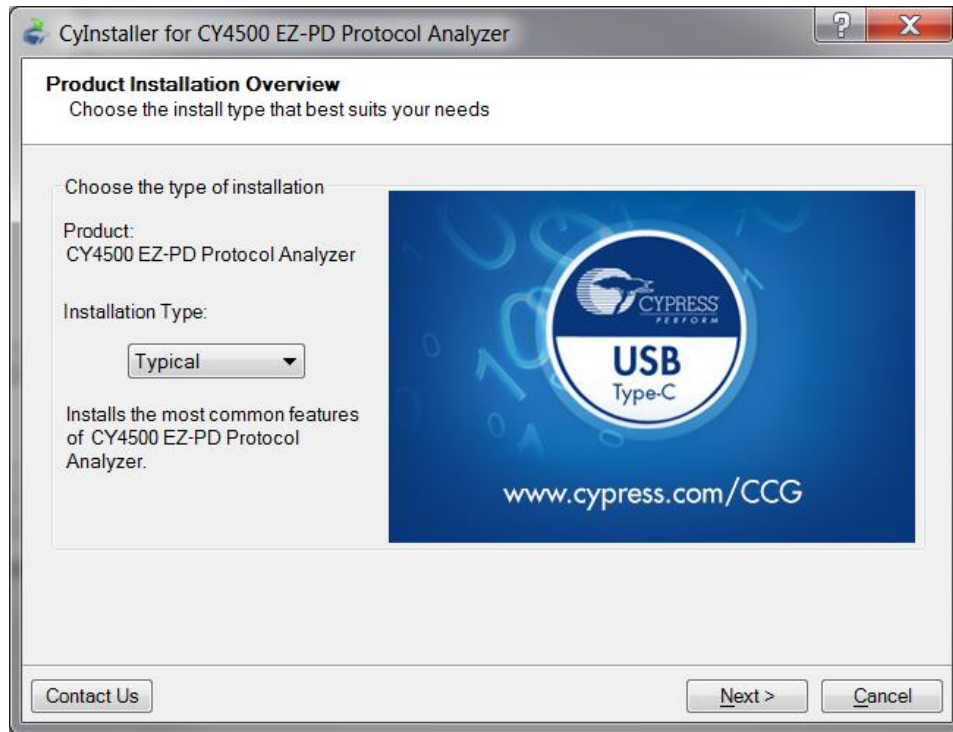 CyInstaller for CY4500 EZ-PD Protocol Analyzer
Product Installation Overview
Choose the install type that best suits your needs
Choose the type of installation
Product:
CY4500 EZ-PD Protocol Analyzer
Installation Type:
Typical
Installs the most common features
of CY4500 EZ-PD Protocol
Analyzer.
CYPRESS
PERFORM
USB
Type-C
www.cypress.com/CCG
Contact Us
Next >
Cancel